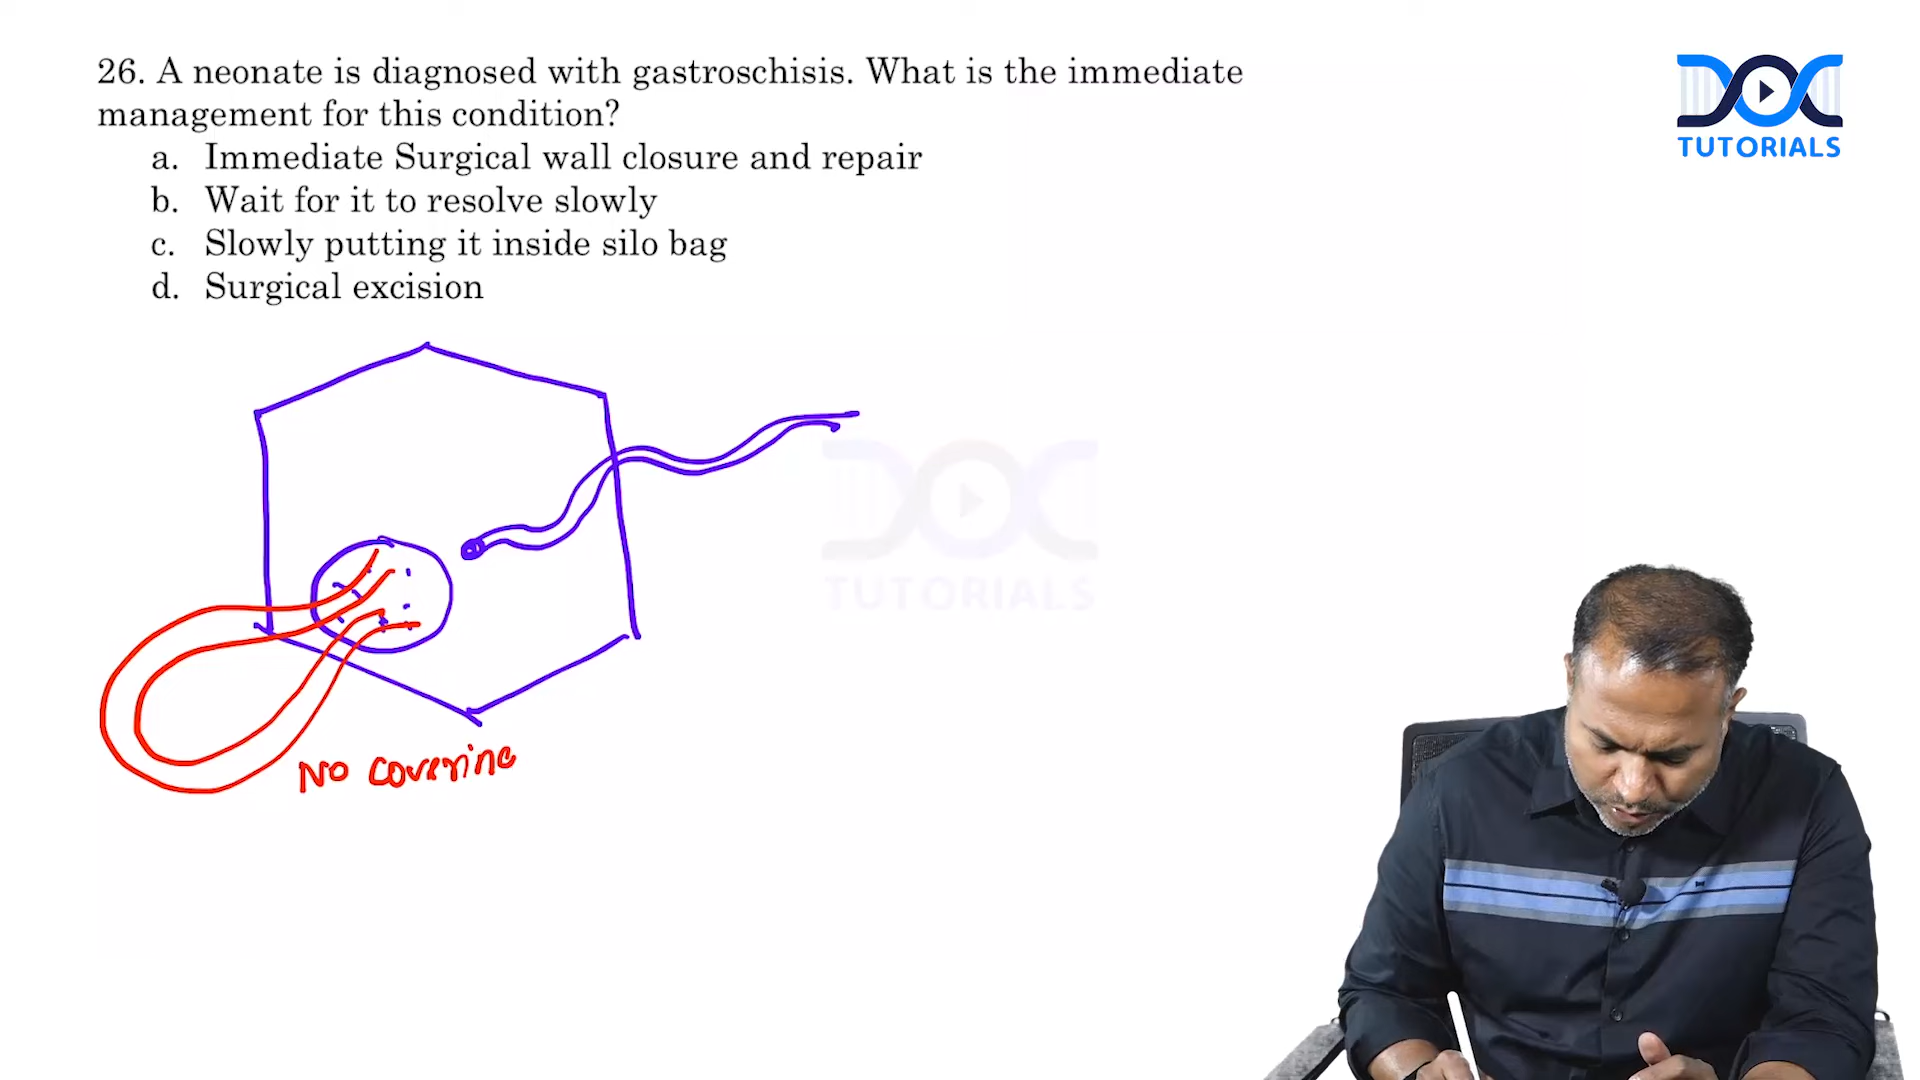 26. A neonate is diagnosed with gastroschisis. What is the immediate
management for this condition?
a. Immediate Surgical wall closure and repair
b. Wait for it to resolve slowly
c. Slowly putting it inside silo bag
d. Surgical excision
DOC
TUTORIALS
DOC
TUTORIALS
No covering